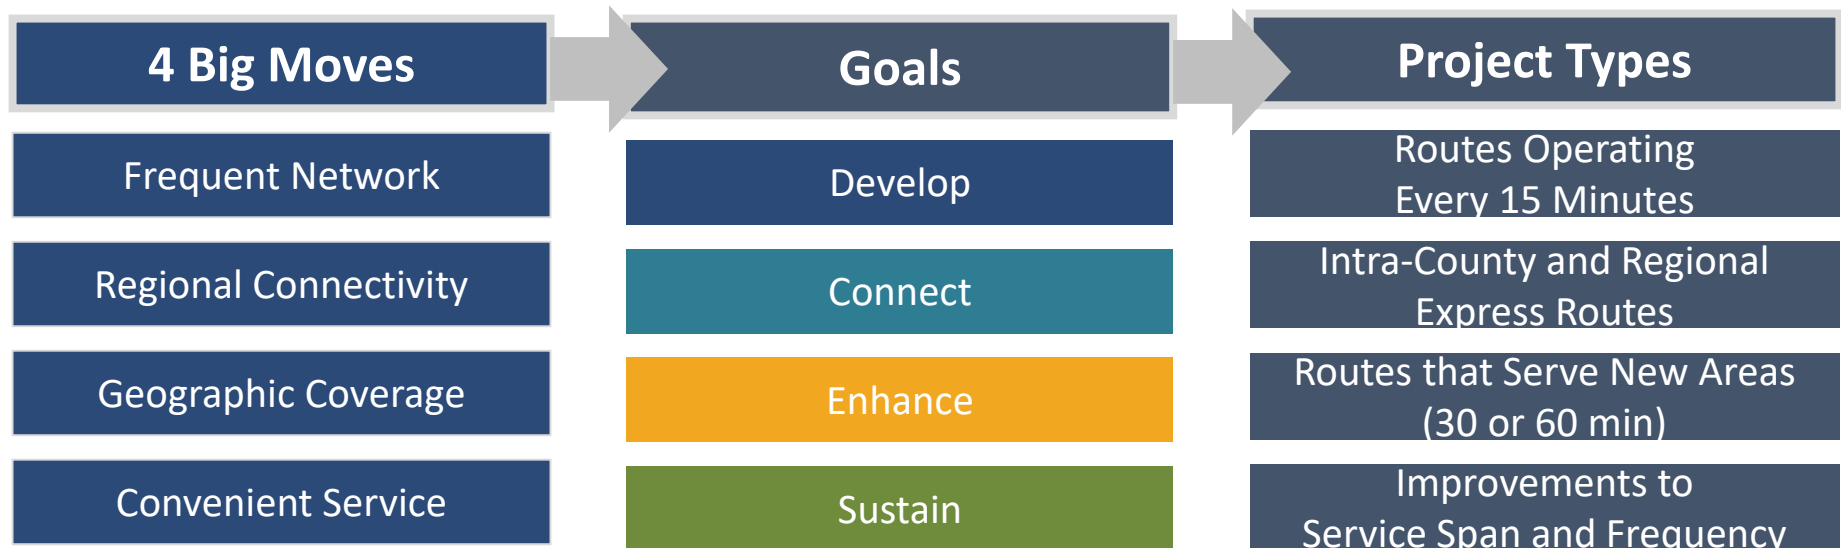 4 Big Moves
Frequent Network
Regional Connectivity
Geographic Coverage
Convenient Service
Goals
Develop
Connect
Enhance
Sustain
Project Types
Routes Operating
Every 15 Minutes
Intra-County and Regional
Express Routes
Routes that Serve New Areas
(30 or 60 min)
Improvements to
Service Span and Frequency